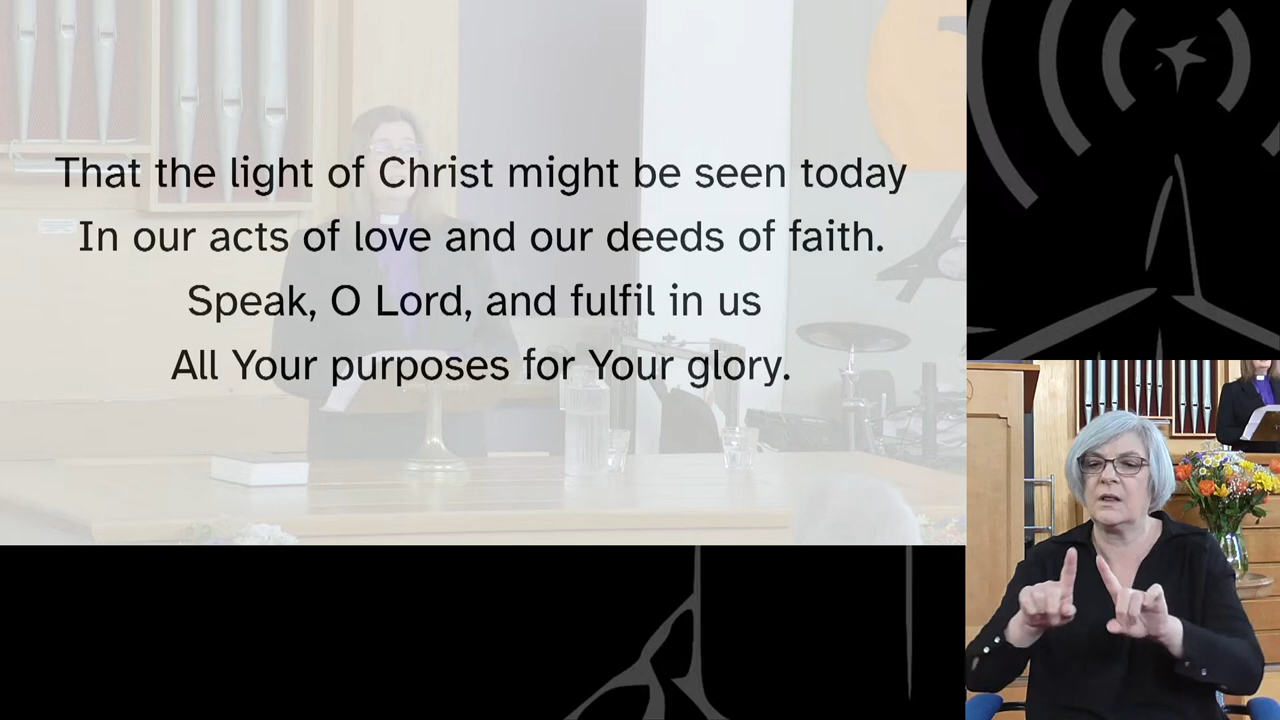 That the light of Christ might be seen today
In our acts of love and our deeds of faith.
Speak, O Lord, and fulfil in us
All Your purposes for Your glory.